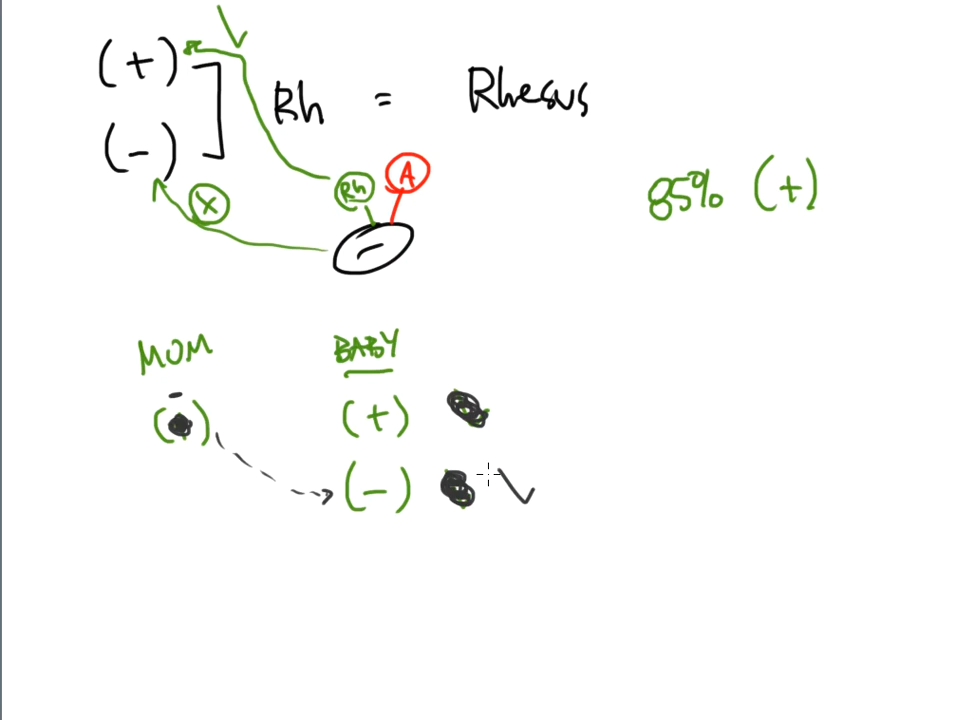 (+)
(-)
Rh = Rhesus
Rh
A
X
85% (+)
MOM
BABY
(+)
(-)